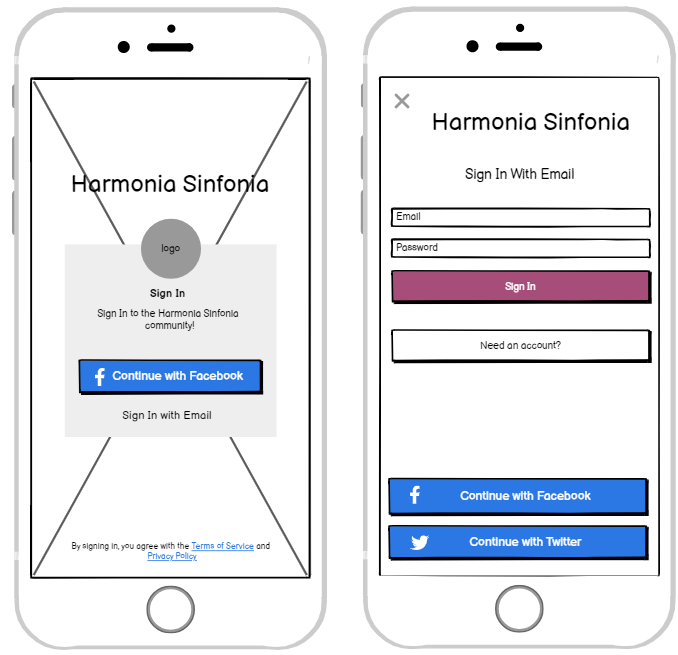 Harmonia Sinfonia
logo
Sign In
Sign In to the Harmonia Sinfonia
community!
Continue with Facebook
Sign In with Email
By signing in, you agree with the Terms of Service and
Privacy Policy
Harmonia Sinfonia
Sign In With Email
Email
Password
Sign In
Need an account?
Continue with Facebook
Continue with Twitter